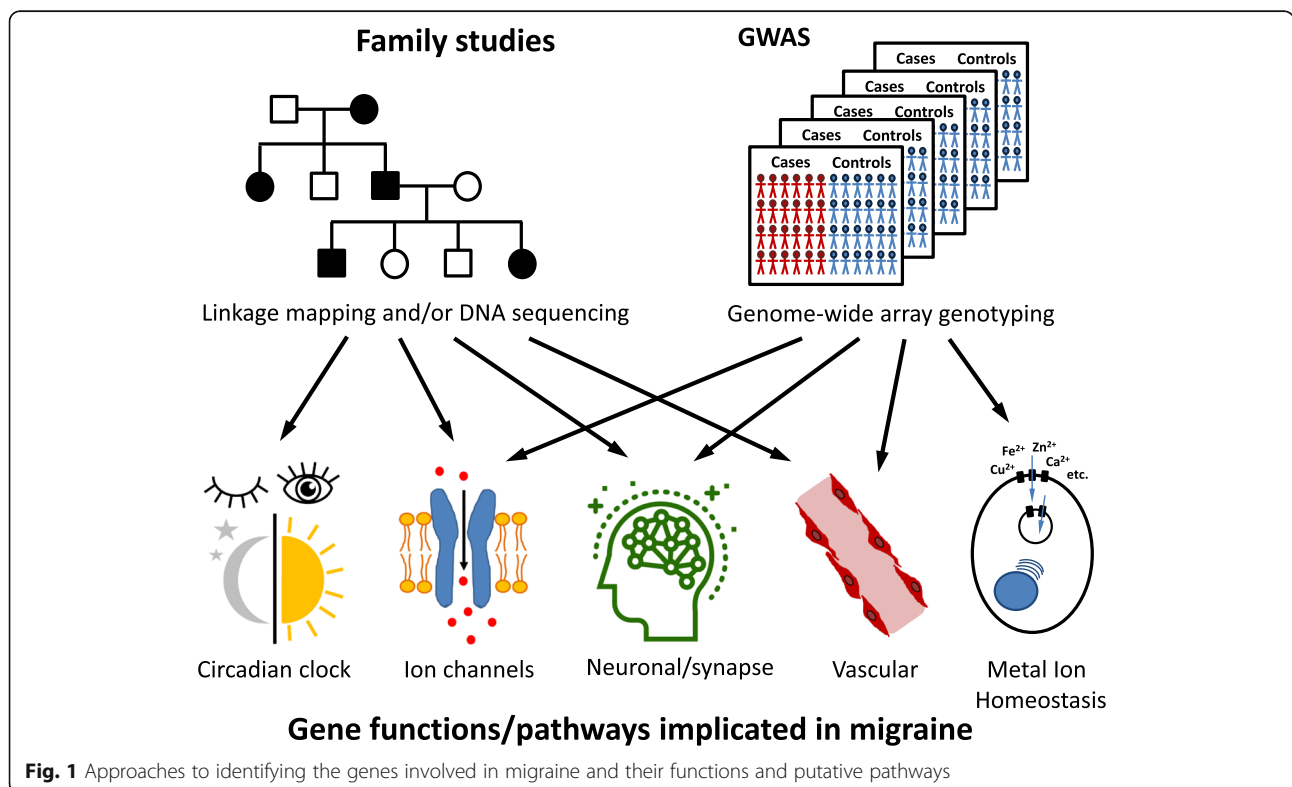 Family studies
GWAS
Cases Controls
Cases Controls
Cases Controls
Cases Controls
Cases Controls
Linkage mapping and/or DNA sequencing
Genome-wide array genotyping
Fe²⁺ Zn²⁺
Cu²⁺ Ca²⁺
etc.
Circadian clock
Ion channels
Neuronal/synapse
Vascular
Metal Ion
Homeostasis
Gene functions/pathways implicated in migraine
Fig. 1 Approaches to identifying the genes involved in migraine and their functions and putative pathways